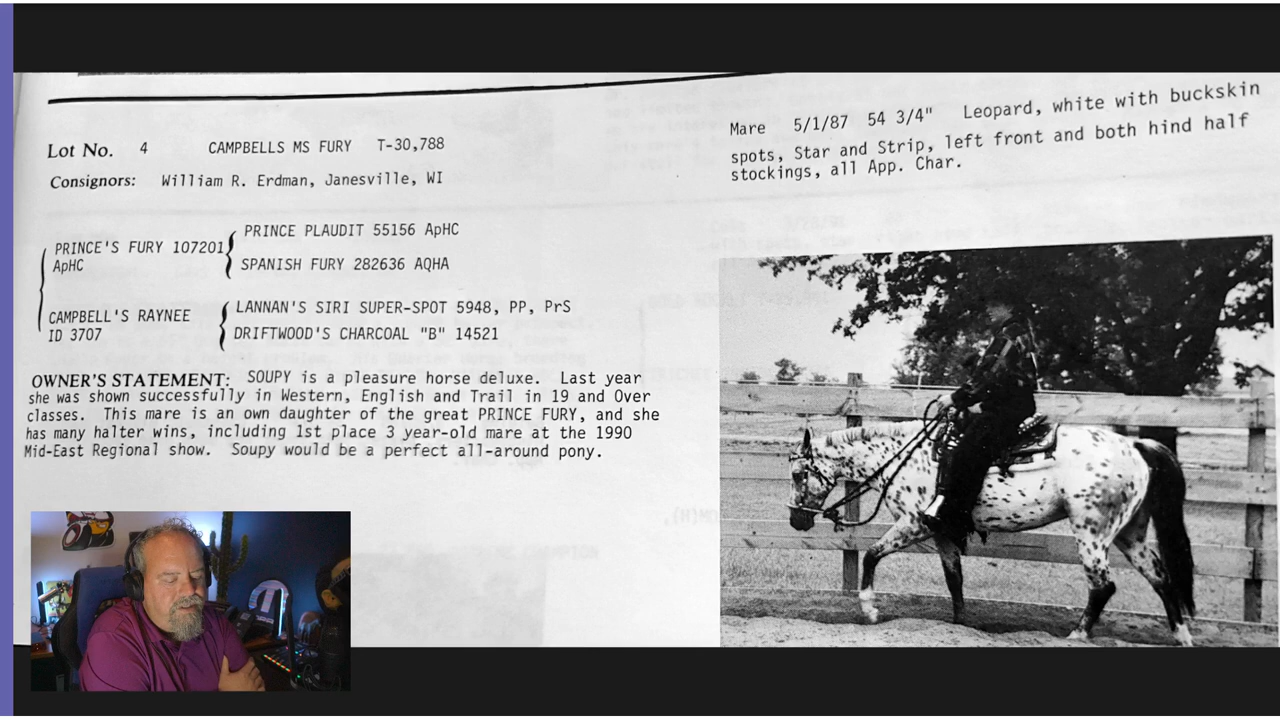 Lot No. 4 CAMPBELLS MS FURY T-30,788
Consignors: William R. Erdman, Janesville, WI
Mare 5/1/87 54 3/4" Leopard, white with buckskin
spots, Star and Strip, left front and both hind half
stockings, all App. Char.
PRINCE'S FURY 107201
ApHC
PRINCE PLAUDIT 55156 ApHC
SPANISH FURY 282636 AQHA
CAMPBELL'S RAYNEE
ID 3707
LANNAN'S SIRI SUPER-SPOT 5948, PP, PrS
DRIFTWOOD'S CHARCOAL "B" 14521
OWNER'S STATEMENT: SOUPY is a pleasure horse deluxe. Last year
she was shown successfully in Western, English and Trail in 19 and Over
classes. This mare is an own daughter of the great PRINCE FURY, and she
has many halter wins, including 1st place 3 year-old mare at the 1990
Mid-East Regional show. Soupy would be a perfect all-around pony.